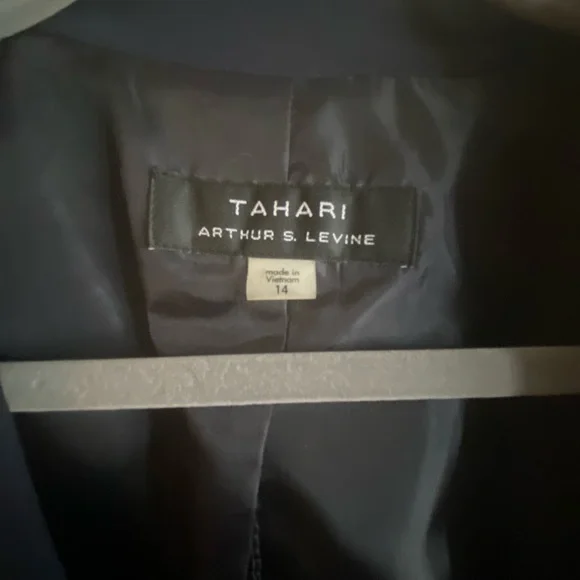 TAHARI
ARTHUR S. LEVINE
made in
Vietnam
14